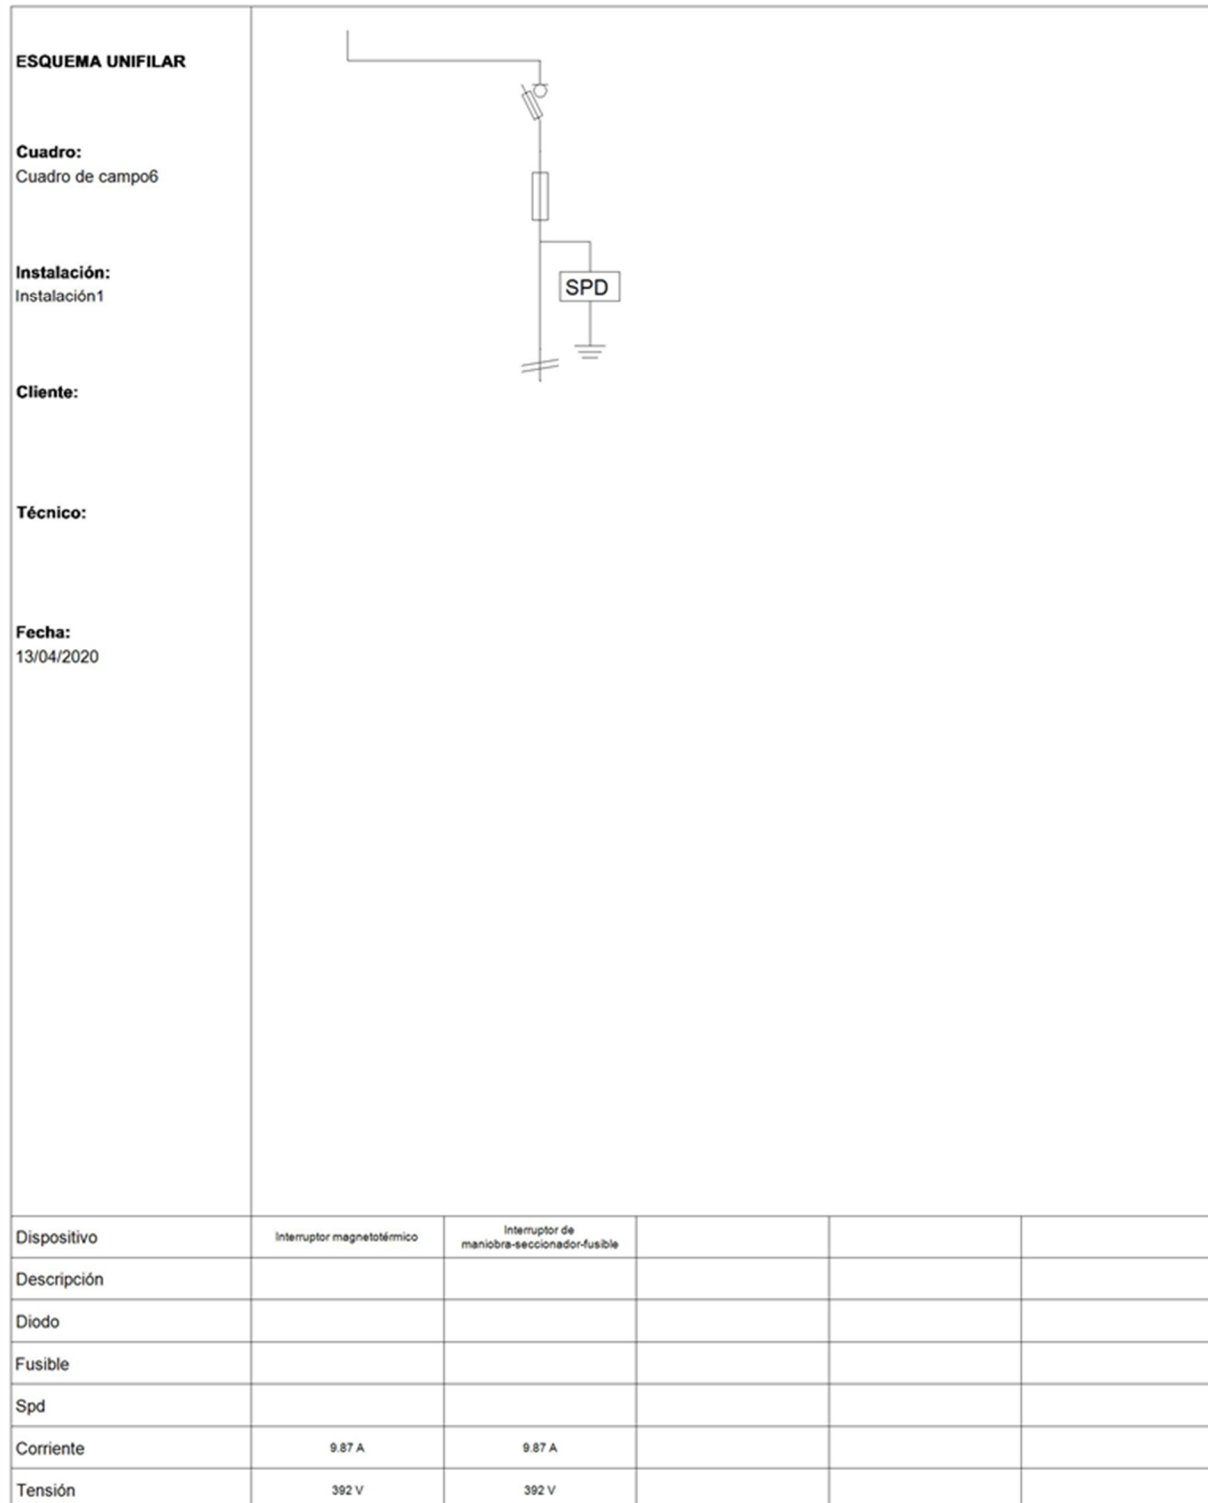 ESQUEMA UNIFILAR
Cuadro:
Cuadro de campo6
Instalación:
Instalación1
SPD
Cliente:
Técnico:
Fecha:
13/04/2020
Dispositivo Interruptor magnetotérmico Interruptor de
maniobra-seccionador-fusible
Descripción
Diodo
Fusible
Spd
Corriente 9.87 A 9.87 A
Tensión 392 V 392 V